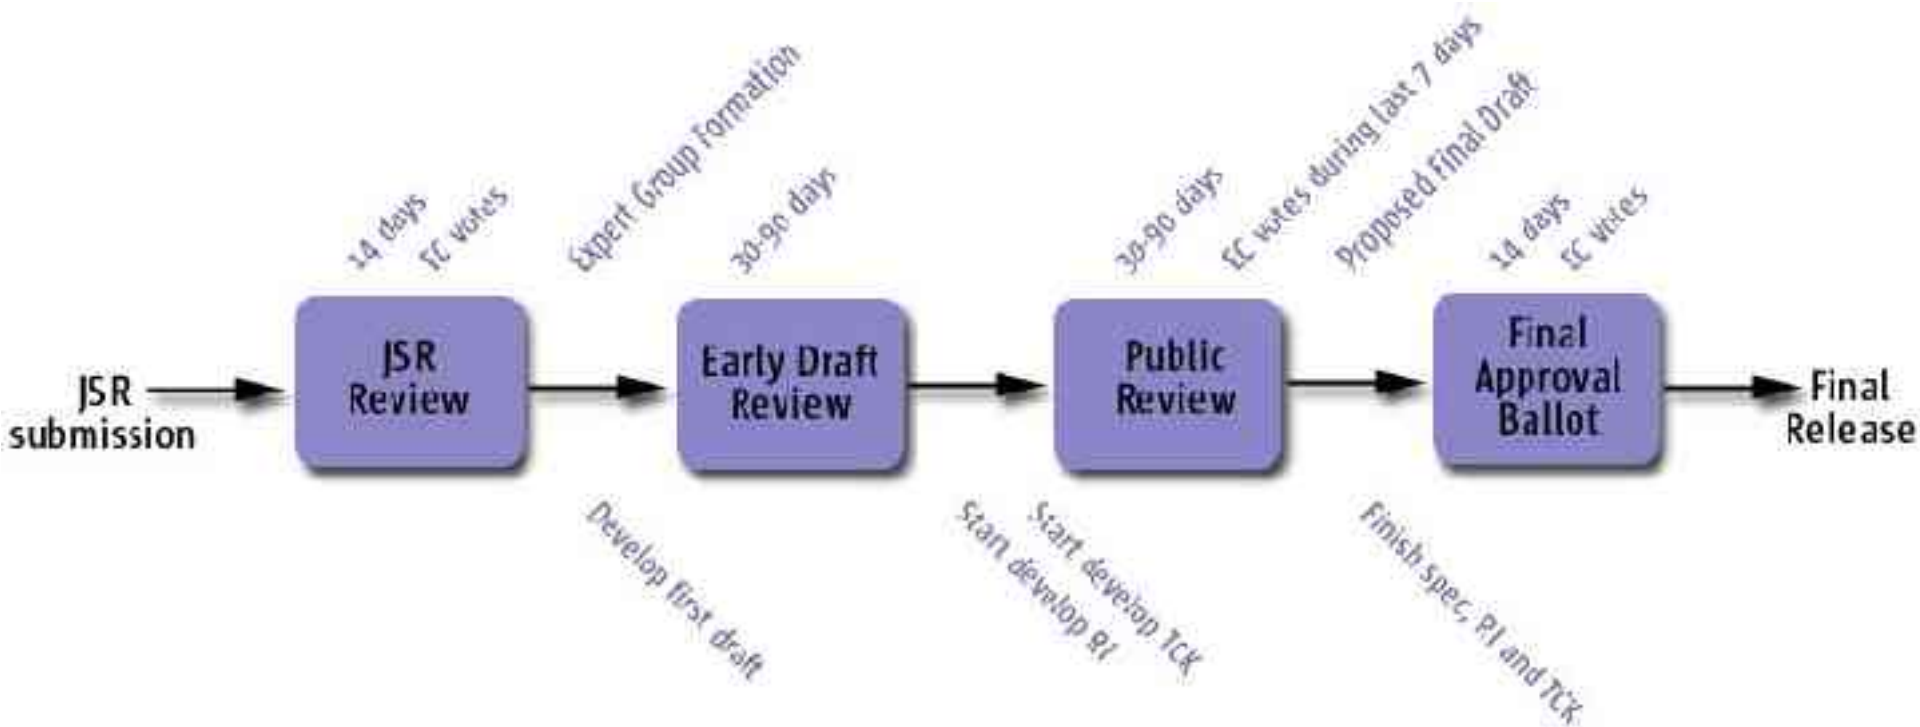 14 days
EC votes
Expert Group Formation
30-90 days
30-90 days
EC votes during last 7 days
Proposed Final Draft
14 days
EC votes
JSR
submission
JSR
Review
Early Draft
Review
Public
Review
Final
Approval
Ballot
Final
Release
Develop first draft
Start develop RI
Start develop TCK
Finish spec, RI and TCK